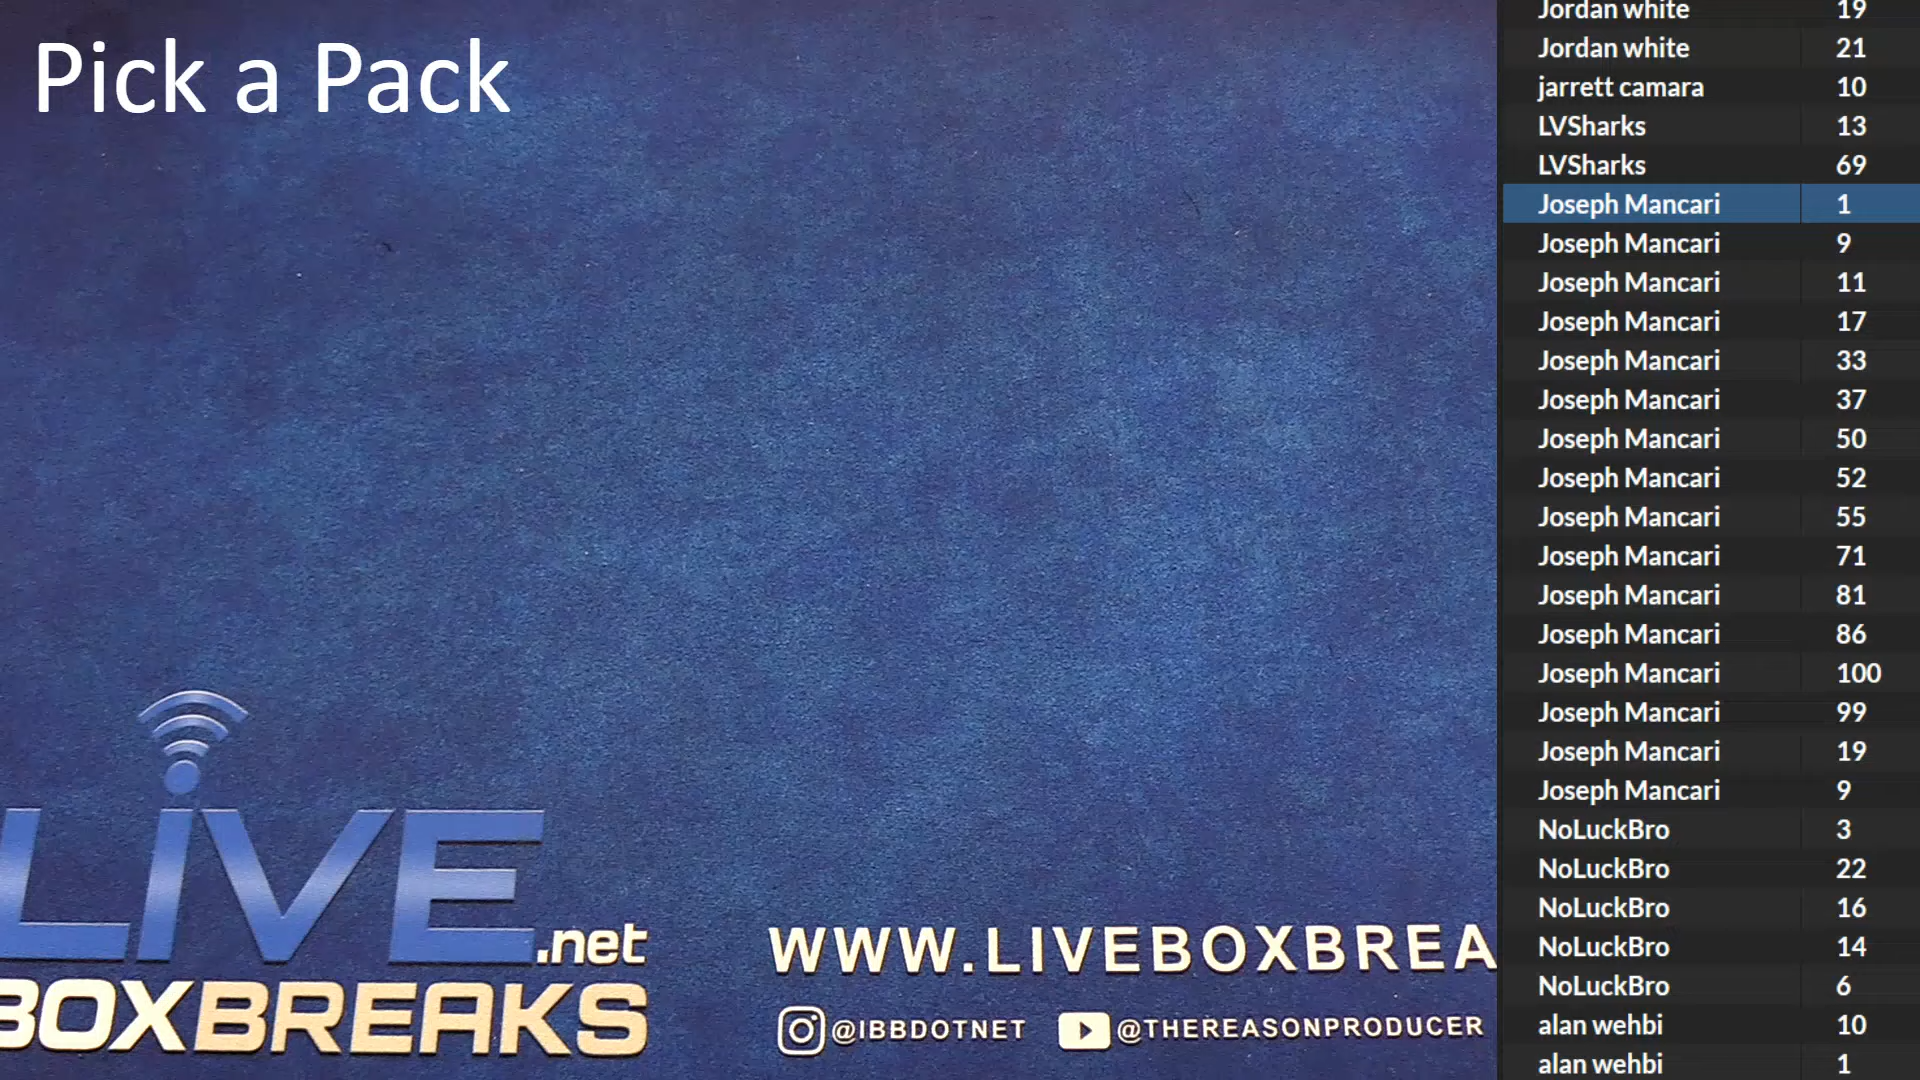 Pick a Pack
Jordan white 19
Jordan white 21
jarrett camara 10
LVSharks 13
LVSharks 69
Joseph Mancari 1
Joseph Mancari 9
Joseph Mancari 11
Joseph Mancari 17
Joseph Mancari 33
Joseph Mancari 37
Joseph Mancari 50
Joseph Mancari 52
Joseph Mancari 55
Joseph Mancari 71
Joseph Mancari 81
Joseph Mancari 86
Joseph Mancari 100
Joseph Mancari 99
Joseph Mancari 19
Joseph Mancari 9
NoLuckBro 3
NoLuckBro 22
NoLuckBro 16
NoLuckBro 14
NoLuckBro 6
alan wehbi 10
alan wehbi 1
LiVE.net
BOXBREAKS
WWW.LIVEBOXBREA
@IBBDOTNET @THEREASONPRODUCER